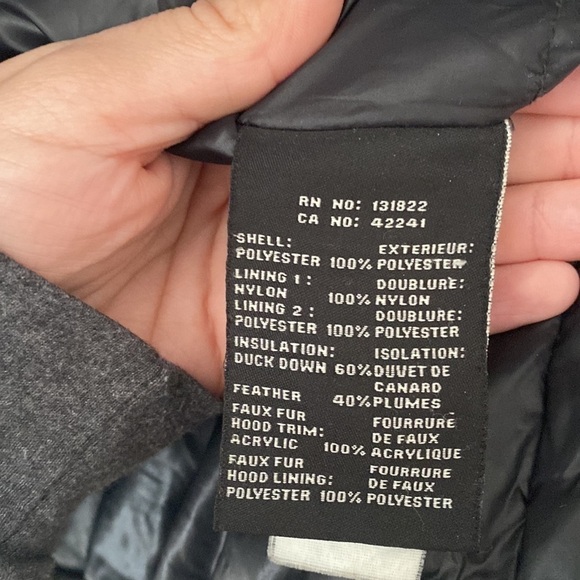 RN NO: 131822
CA NO: 42241
SHELL: EXTERIEUR:
POLYESTER 100% POLYESTER
LINING 1 : DOUBLURE:
NYLON 100% NYLON
LINING 2 : DOUBLURE:
POLYESTER 100% POLYESTER
INSULATION: ISOLATION:
DUCK DOWN 60% DUVET DE
CANARD
FEATHER 40% PLUMES
FAUX FUR FOURRURE
HOOD TRIM: DE FAUX
ACRYLIC 100% ACRYLIQUE
FAUX FUR FOURRURE
HOOD LINING: DE FAUX
POLYESTER 100% POLYESTER